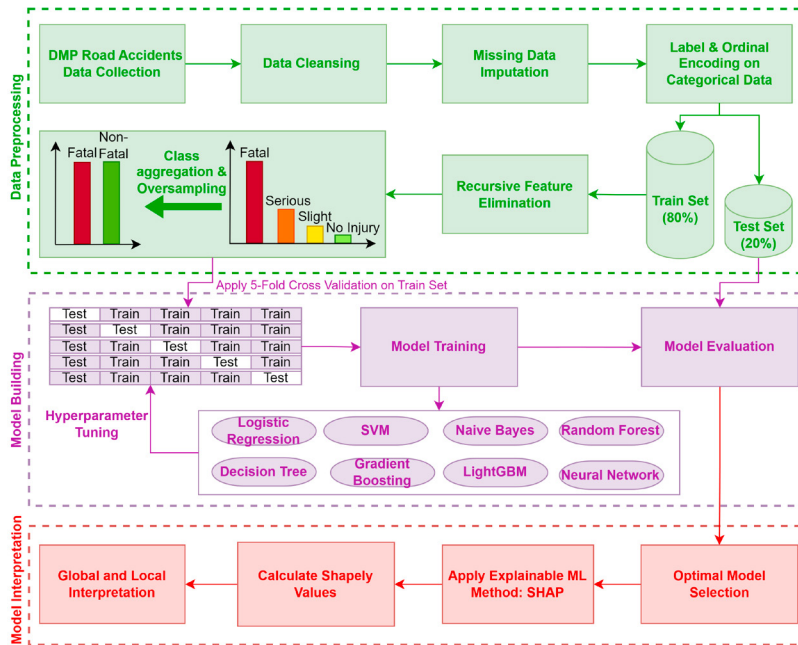 Data Preprocessing
DMP Road Accidents
Data Collection
Data Cleansing
Missing Data
Imputation
Label & Ordinal
Encoding on
Categorical Data
Fatal
Non-
Fatal
Class
aggregation &
Oversampling
Fatal
Serious
Slight
No Injury
Recursive Feature
Elimination
Train Set
(80%)
Test Set
(20%)
Apply 5-Fold Cross Validation on Train Set
Model Building
Test Train Train Train Train
Test Test Train Train Train
Test Train Test Train Train
Test Train Train Test Train
Test Train Train Train Test
Model Training
Model Evaluation
Hyperparameter
Tuning
Logistic
Regression
SVM
Naive Bayes
Random Forest
Decision Tree
Gradient
Boosting
LightGBM
Neural Network
Model Interpretation
Global and Local
Interpretation
Calculate Shapely
Values
Apply Explainable ML
Method: SHAP
Optimal Model
Selection